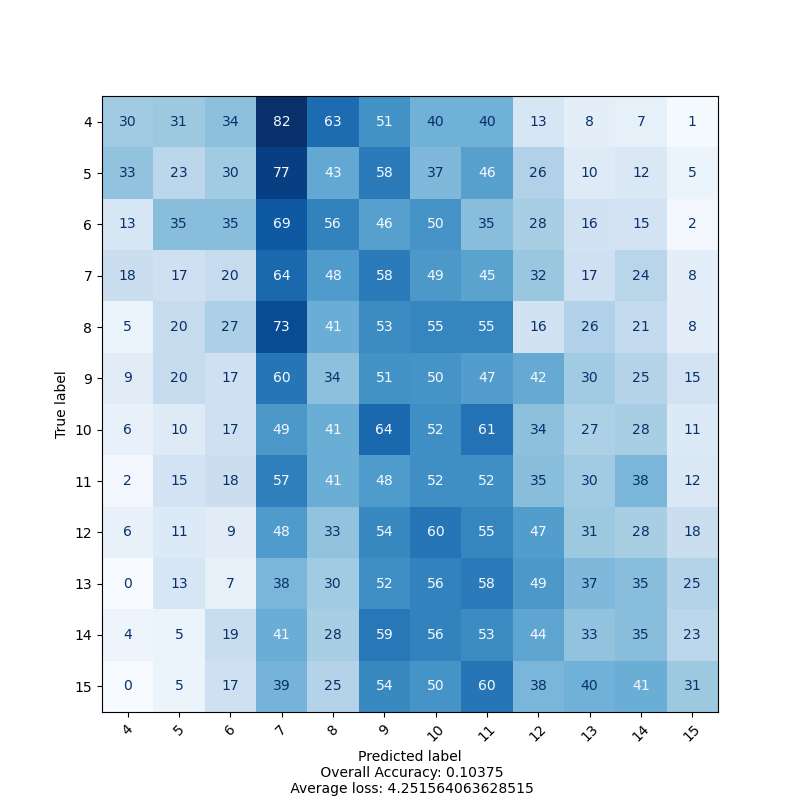 4 30 31 34 82 63 51 40 40 13 8 7 1
5 33 23 30 77 43 58 37 46 26 10 12 5
6 13 35 35 69 56 46 50 35 28 16 15 2
7 18 17 20 64 48 58 49 45 32 17 24 8
8 5 20 27 73 41 53 55 55 16 26 21 8
9 9 20 17 60 34 51 50 47 42 30 25 15
True label
10 6 10 17 49 41 64 52 61 34 27 28 11
11 2 15 18 57 41 48 52 52 35 30 38 12
12 6 11 9 48 33 54 60 55 47 31 28 18
13 0 13 7 38 30 52 56 58 49 37 35 25
14 4 5 19 41 28 59 56 53 44 33 35 23
15 0 5 17 39 25 54 50 60 38 40 41 31
4 5 6 7 8 9 10 11 12 13 14 15
Predicted label
Overall Accuracy: 0.10375
Average loss: 4.251564063628515